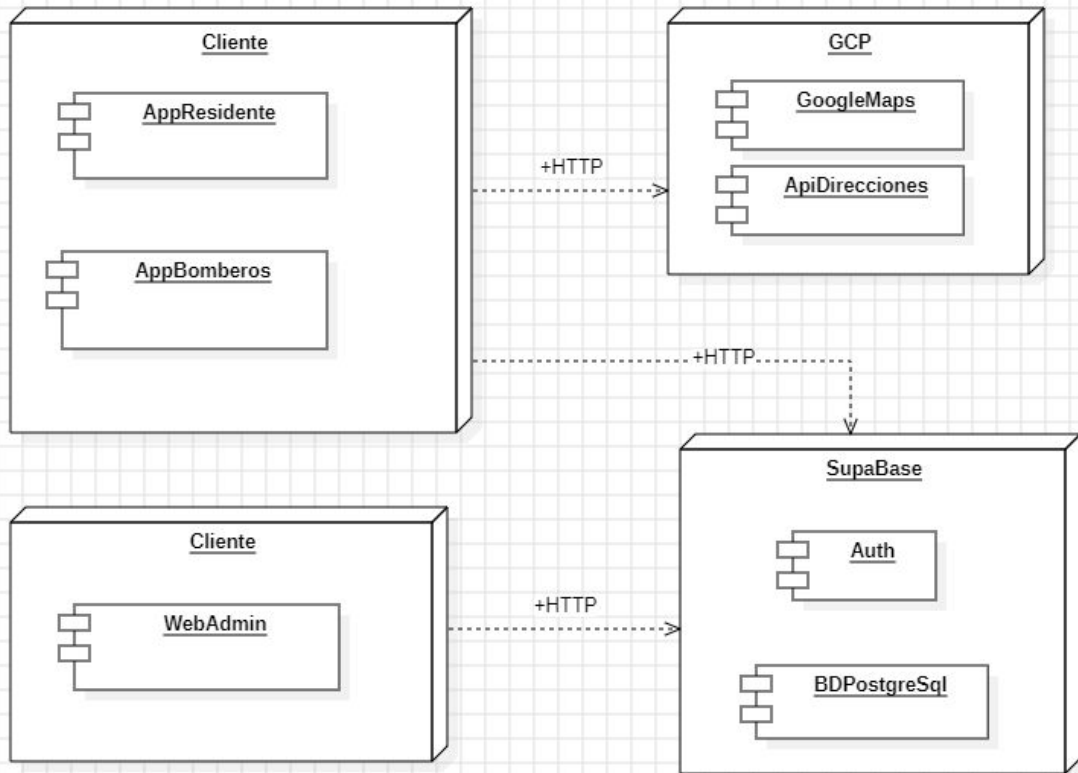 Cliente
AppResidente
AppBomberos
+HTTP
GCP
GoogleMaps
ApiDirecciones
+HTTP
Cliente
WebAdmin
+HTTP
SupaBase
Auth
BDPostgreSql